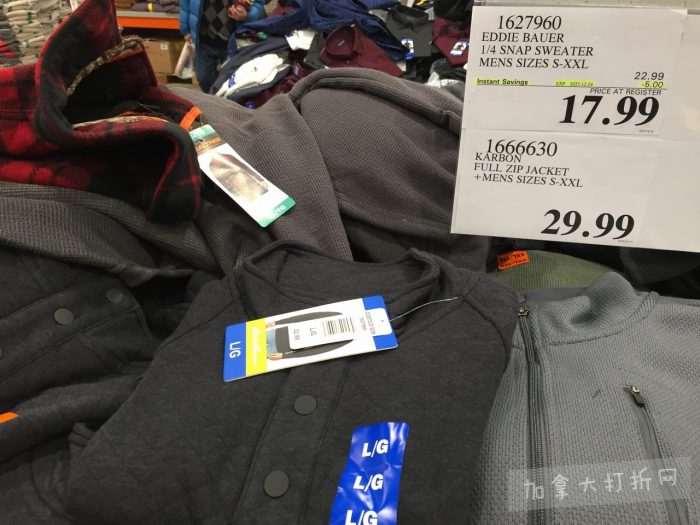 1627960
EDDIE BAUER
1/4 SNAP SWEATER
MENS SIZES S-XXL
22.99
Instant Savings
-5.00
PRICE AT REGISTER
17.99
1666630
KARBON
FULL ZIP JACKET
+MENS SIZES S-XXL
29.99
L/G
L/G
L/G
L/G
L/G
加拿大打折网